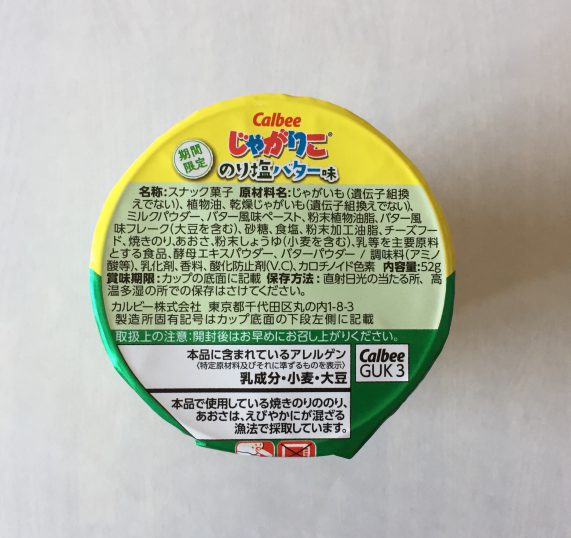 Calbee
じゃがりこ®
期間
限定
のり塩バター味
名称:スナック菓子 原材料名:じゃがいも(遺伝子組換
えでない)、植物油、乾燥じゃがいも(遺伝子組換えでない)、
ミルクパウダー、バター風味ペースト、粉末植物油脂、バター風
味フレーク(大豆を含む)、砂糖、食塩、粉末加工油脂、チーズフー
ド、焼きのり、あおさ、粉末しょうゆ(小麦を含む)、乳等を主要原料
とする食品、酵母エキスパウダー、バターパウダー / 調味料(アミノ
酸等)、乳化剤、香料、酸化防止剤(V.C)、カロチノイド色素 内容量:52g
賞味期限:カップの底面に記載 保存方法:直射日光の当たる所、高
温多湿の所での保存はさけてください。
カルビー株式会社 東京都千代田区丸の内1-8-3
製造所固有記号はカップ底面の下段左側に記載
取扱上の注意:開封後はお早めにお召し上がりください。
本品に含まれているアレルゲン
(特定原材料及びそれに準ずるものを表示)
乳成分・小麦・大豆
Calbee
GUK 3
本品で使用している焼きのりののり、
あおさは、えびやかにが混ざる
漁法で採取しています。